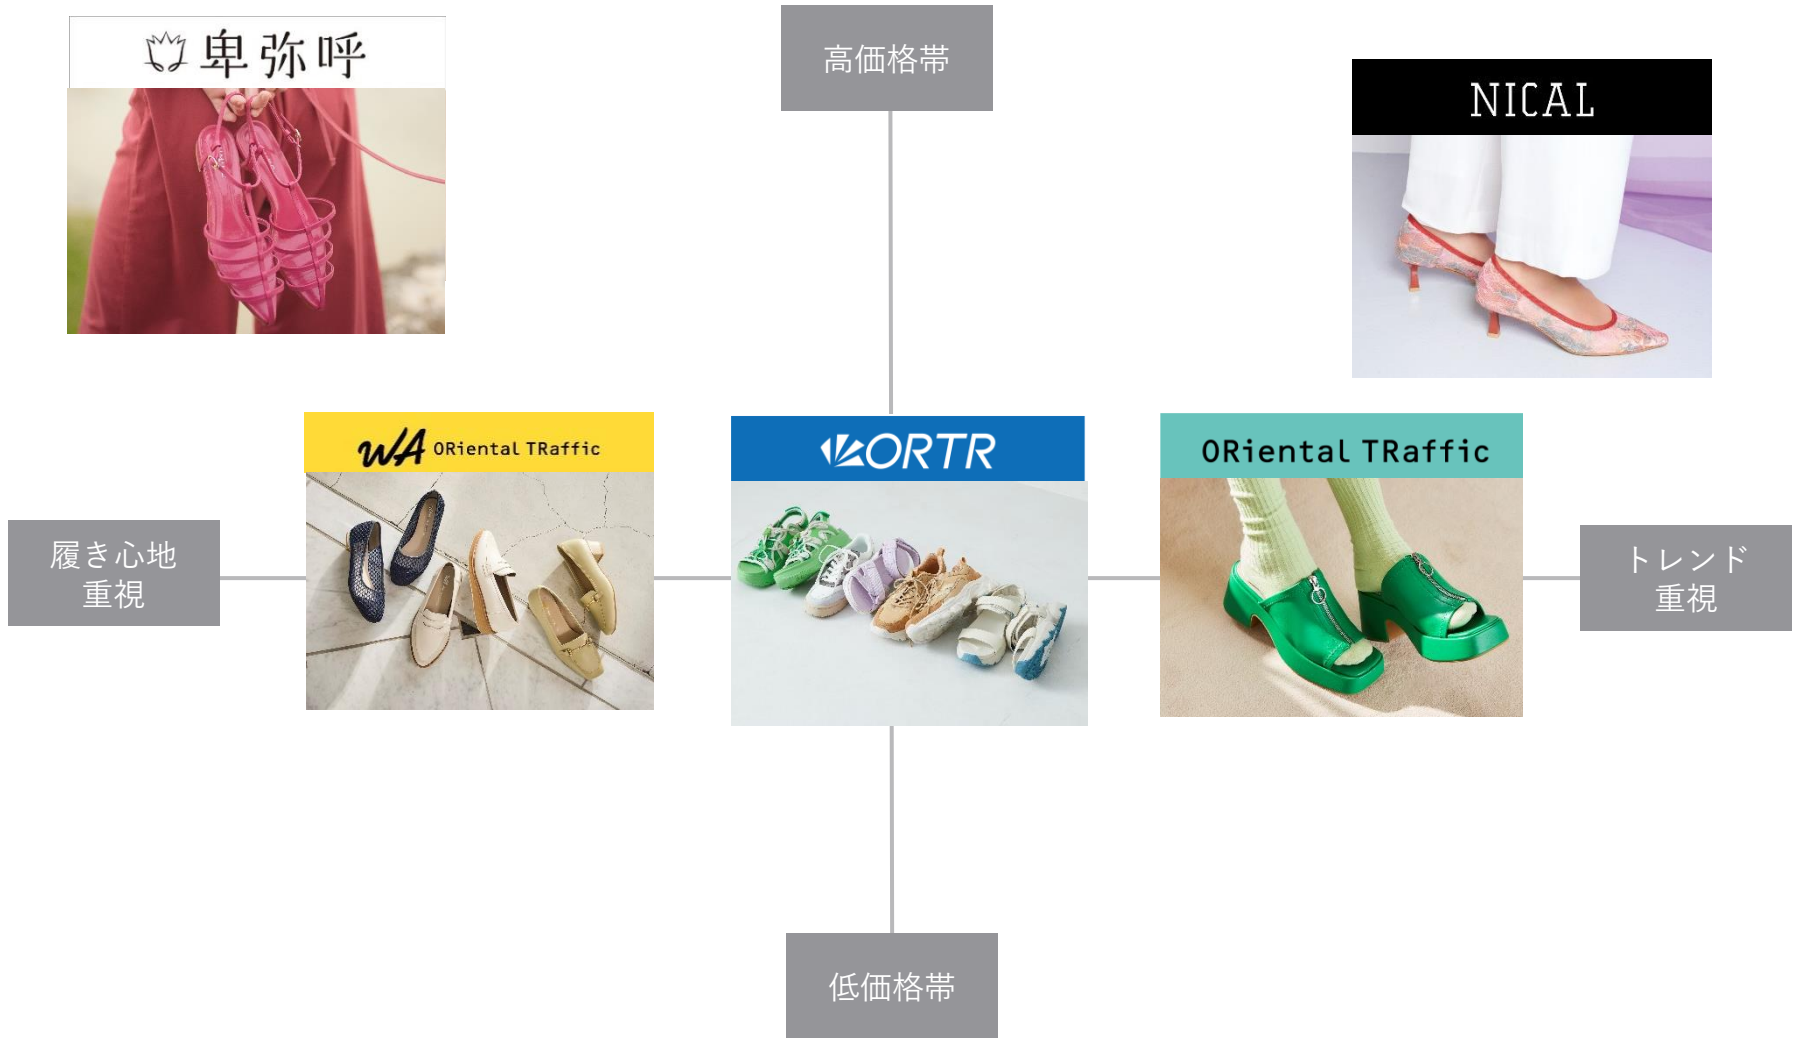 卑弥呼
高価格帯
NICAL
WA ORiental TRaffic
ORTR
ORiental TRaffic
履き心地
重視
トレンド
重視
低価格帯